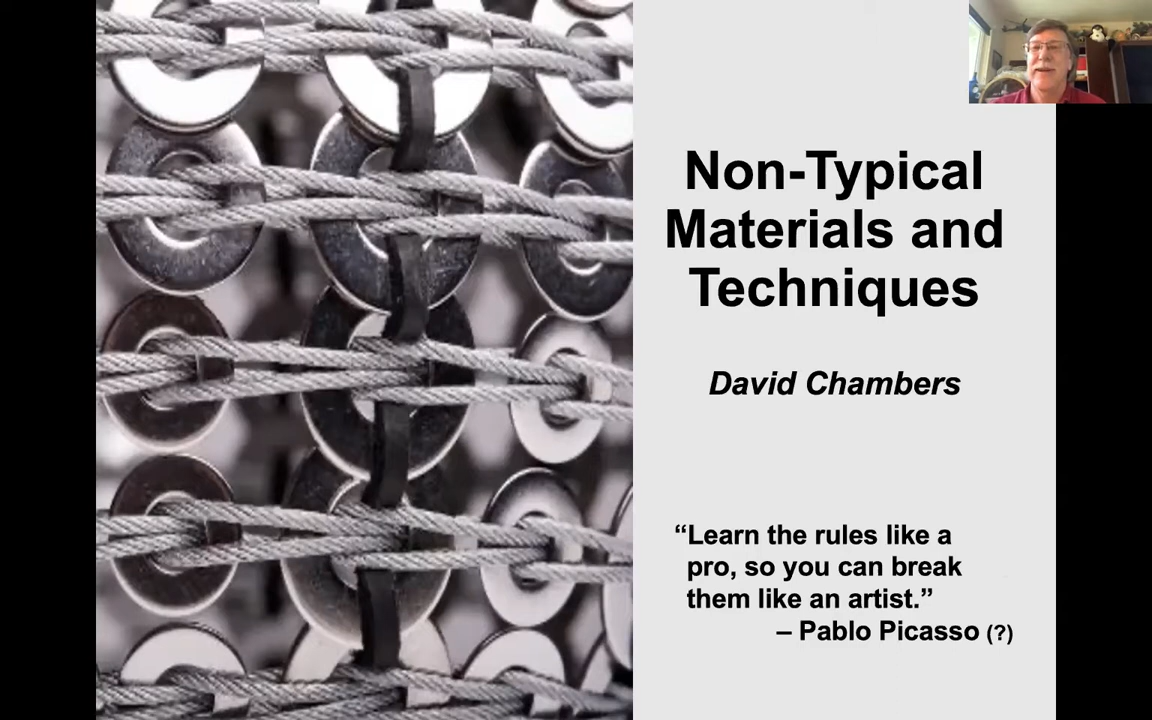 Non-Typical
Materials and
Techniques
David Chambers
“Learn the rules like a
pro, so you can break
them like an artist.”
– Pablo Picasso (?)